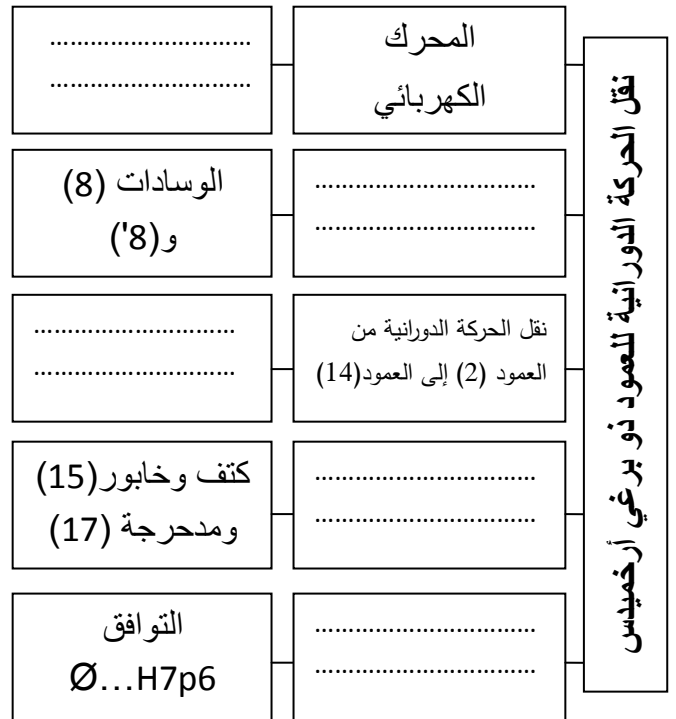 نقل الحركة الدورانية للعمود ذو برغي أرخميدس
المحرك
الكهربائي
..............................
..............................
..............................
..............................
الوسادات (8)
و(8')
نقل الحركة الدورانية من
العمود (2) إلى العمود(14)
..............................
..............................
..............................
..............................
كتف وخابور(15)
ومدحرجة (17)
..............................
..............................
التوافق
Ø…H7p6